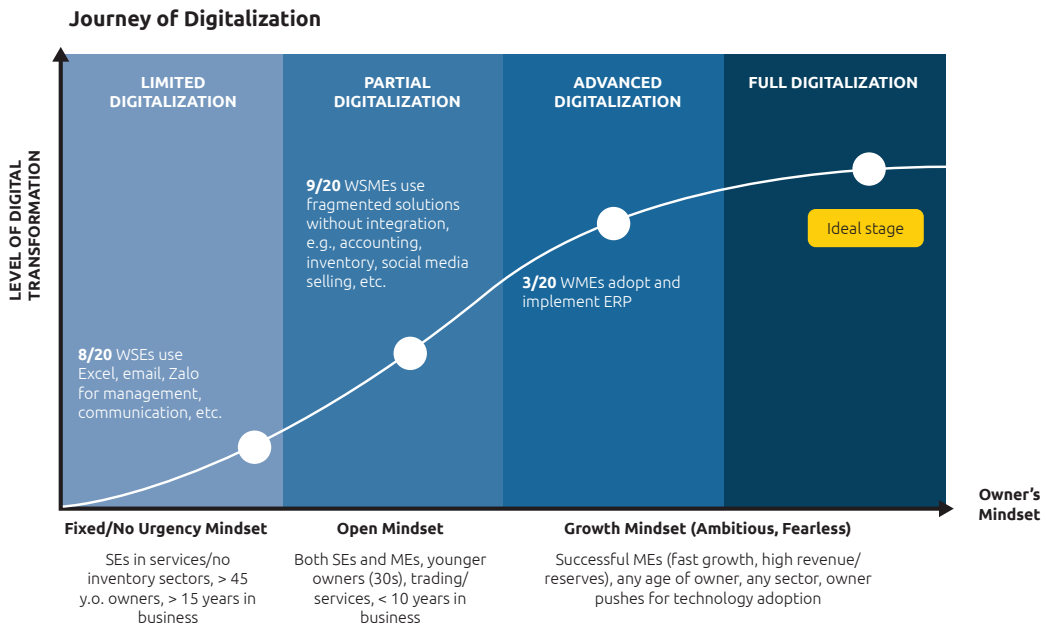 Journey of Digitalization
LEVEL OF DIGITAL
TRANSFORMATION
LIMITED
DIGITALIZATION
8/20 WSEs use
Excel, email, Zalo
for management,
communication, etc.
PARTIAL
DIGITALIZATION
9/20 WSMEs use
fragmented solutions
without integration,
e.g., accounting,
inventory, social media
selling, etc.
ADVANCED
DIGITALIZATION
3/20 WMEs adopt and
implement ERP
FULL DIGITALIZATION
Ideal stage
Owner's
Mindset
Fixed/No Urgency Mindset
SEs in services/no
inventory sectors, > 45
y.o. owners, > 15 years in
business
Open Mindset
Both SEs and MEs, younger
owners (30s), trading/
services, < 10 years in
business
Growth Mindset (Ambitious, Fearless)
Successful MEs (fast growth, high revenue/
reserves), any age of owner, any sector, owner
pushes for technology adoption